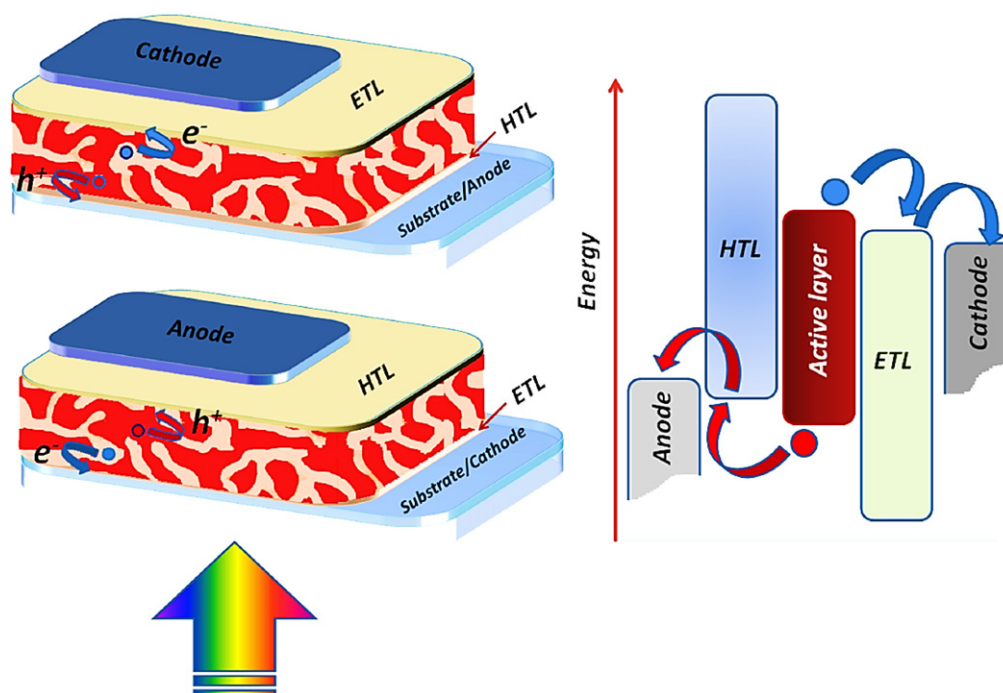 Cathode
ETL
HTL
e⁻
h⁺
Substrate/Anode
Anode
HTL
ETL
h⁺
e⁻
Substrate/Cathode
Energy
HTL
Active layer
ETL
Cathode
Anode